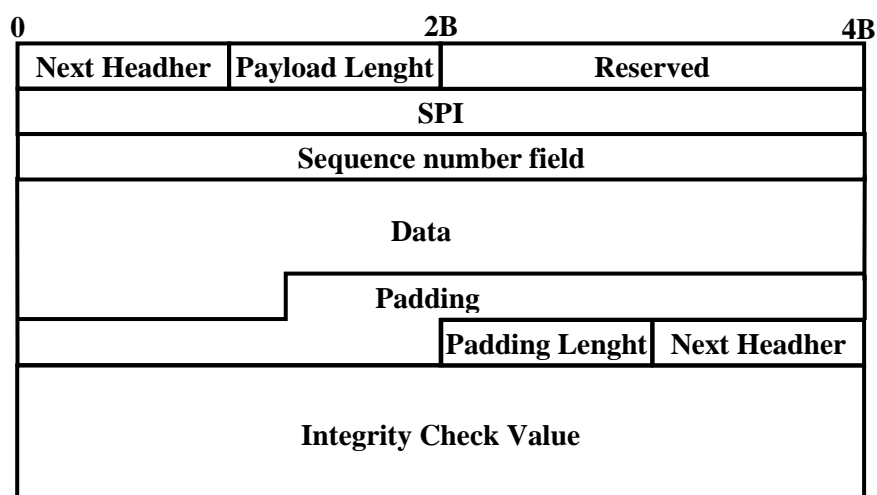 0 2B 4B
Next Headher Payload Lenght Reserved
SPI
Sequence number field
Data
Padding
Padding Lenght Next Headher
Integrity Check Value